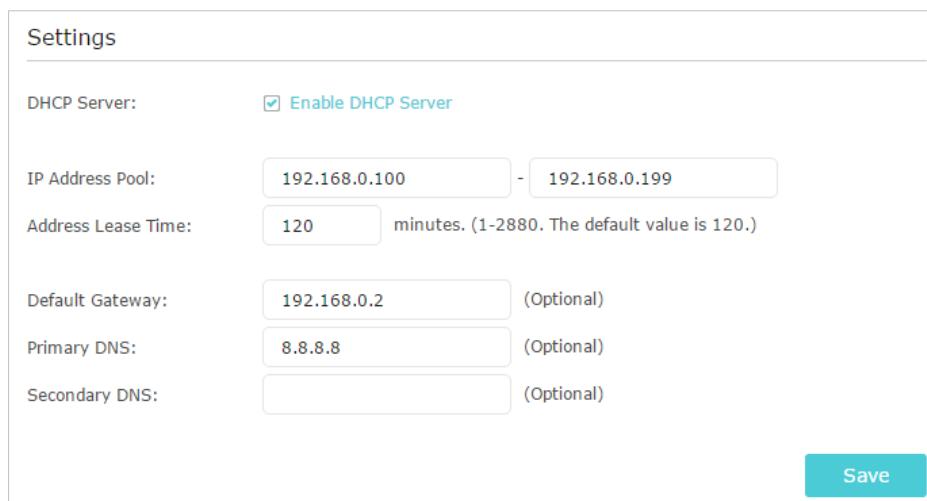 Settings
DHCP Server: Enable DHCP Server
IP Address Pool: 192.168.0.100 - 192.168.0.199
Address Lease Time: 120 minutes. (1-2880. The default value is 120.)
Default Gateway: 192.168.0.2 (Optional)
Primary DNS: 8.8.8.8 (Optional)
Secondary DNS: (Optional)
Save